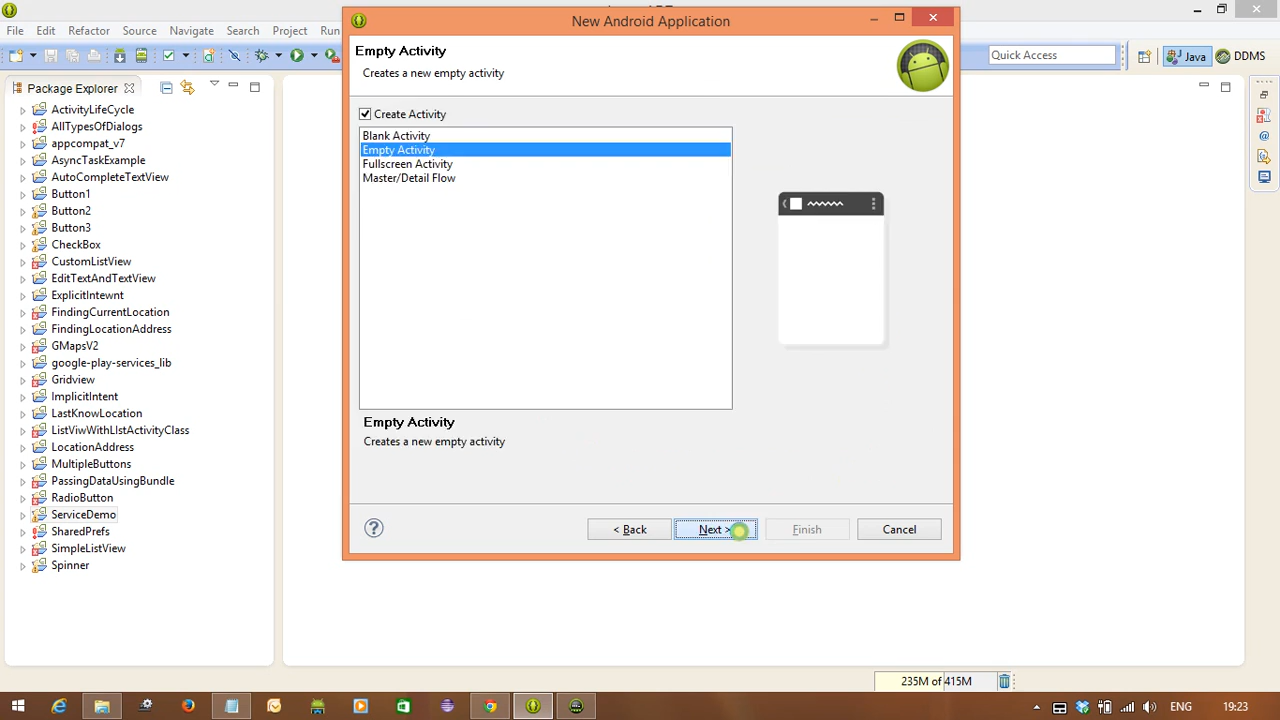 New Android Application
File Edit Refactor Source Navigate Search Project Run
Quick Access
Java
DDMS
Package Explorer
ActivityLifeCycle
AllTypesOfDialogs
appcompat_v7
AsyncTaskExample
AutoCompleteTextView
Button1
Button2
Button3
CheckBox
CustomListView
EditTextAndTextView
ExplicitIntewnt
FindingCurrentLocation
FindingLocationAddress
GMapsV2
google-play-services_lib
Gridview
ImplicitIntent
LastKnowLocation
ListViwWithLIstActivityClass
LocationAddress
MultipleButtons
PassingDataUsingBundle
RadioButton
ServiceDemo
SharedPrefs
SimpleListView
Spinner
Empty Activity
Creates a new empty activity
Create Activity
Blank Activity
Empty Activity
Fullscreen Activity
Master/Detail Flow
Empty Activity
Creates a new empty activity
< Back
Next >
Finish
Cancel
235M of 415M
ENG
19:23